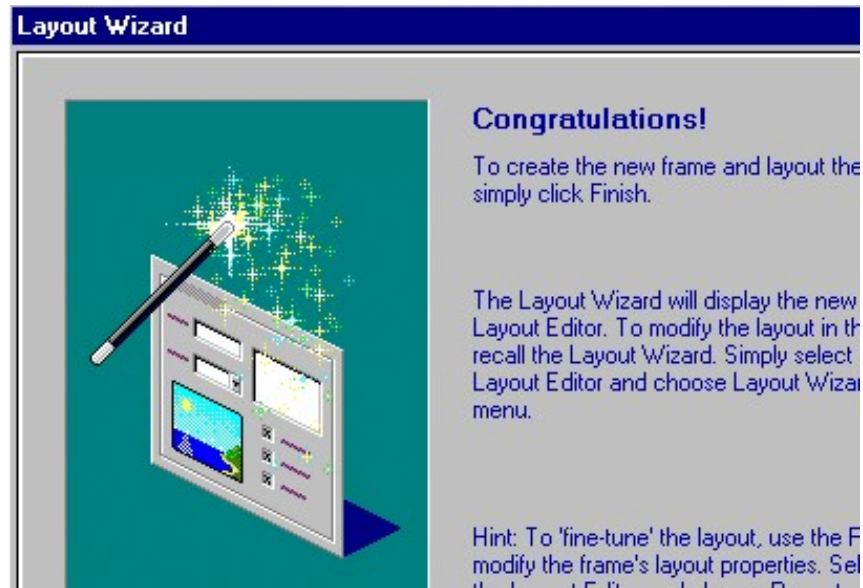 Layout Wizard
Congratulations!
To create the new frame and layout the
simply click Finish.
The Layout Wizard will display the new
Layout Editor. To modify the layout in th
recall the Layout Wizard. Simply select
Layout Editor and choose Layout Wizar
menu.
Hint: To 'fine-tune' the layout, use the F
modify the frame's layout properties. Sel